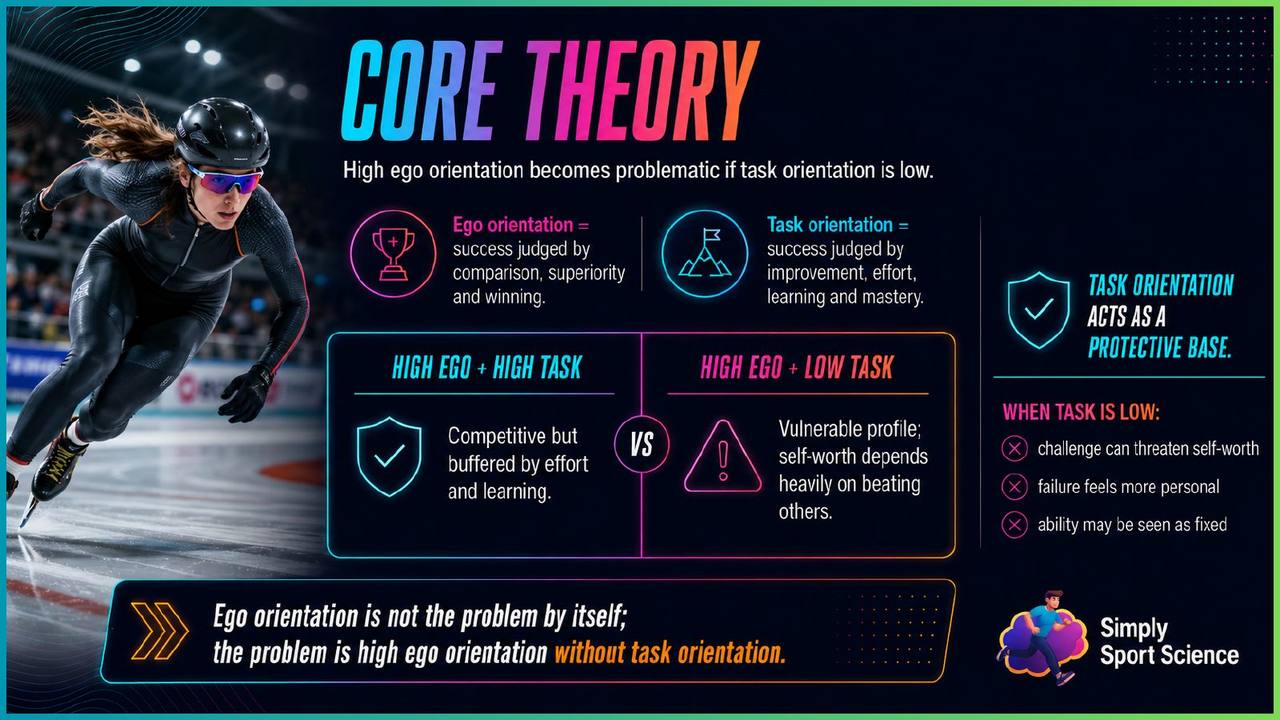 CORE THEORY
High ego orientation becomes problematic if task orientation is low.
Ego orientation =
success judged by
comparison, superiority
and winning.
Task orientation =
success judged by
improvement, effort,
learning and mastery.
HIGH EGO + HIGH TASK
Competitive but
buffered by effort
and learning.
VS
HIGH EGO + LOW TASK
Vulnerable profile;
self-worth depends
heavily on beating
others.
TASK ORIENTATION
ACTS AS A
PROTECTIVE BASE.
WHEN TASK IS LOW:
challenge can threaten self-worth
failure feels more personal
ability may be seen as fixed
Ego orientation is not the problem by itself;
the problem is high ego orientation without task orientation.
Simply
Sport Science